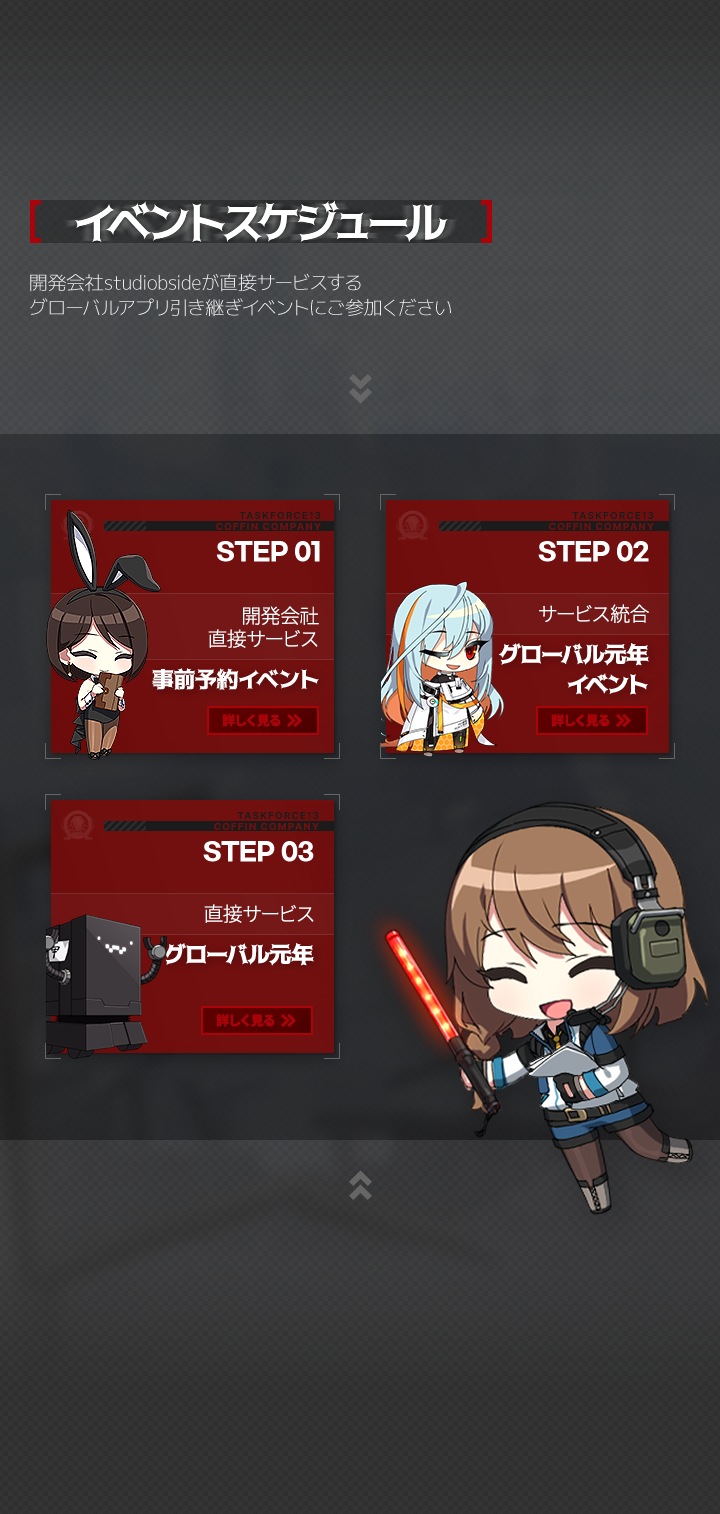 イベントスケジュール
開発会社studiobsideが直接サービスする
グローバルアプリ引き継ぎイベントにご参加ください
TASKFORCE13
COFFIN COMPANY
STEP 01
開発会社
直接サービス
事前予約イベント
詳しく見る
TASKFORCE13
COFFIN COMPANY
STEP 02
サービス統合
グローバル元年
イベント
詳しく見る
TASKFORCE13
COFFIN COMPANY
STEP 03
直接サービス
グローバル元年
詳しく見る